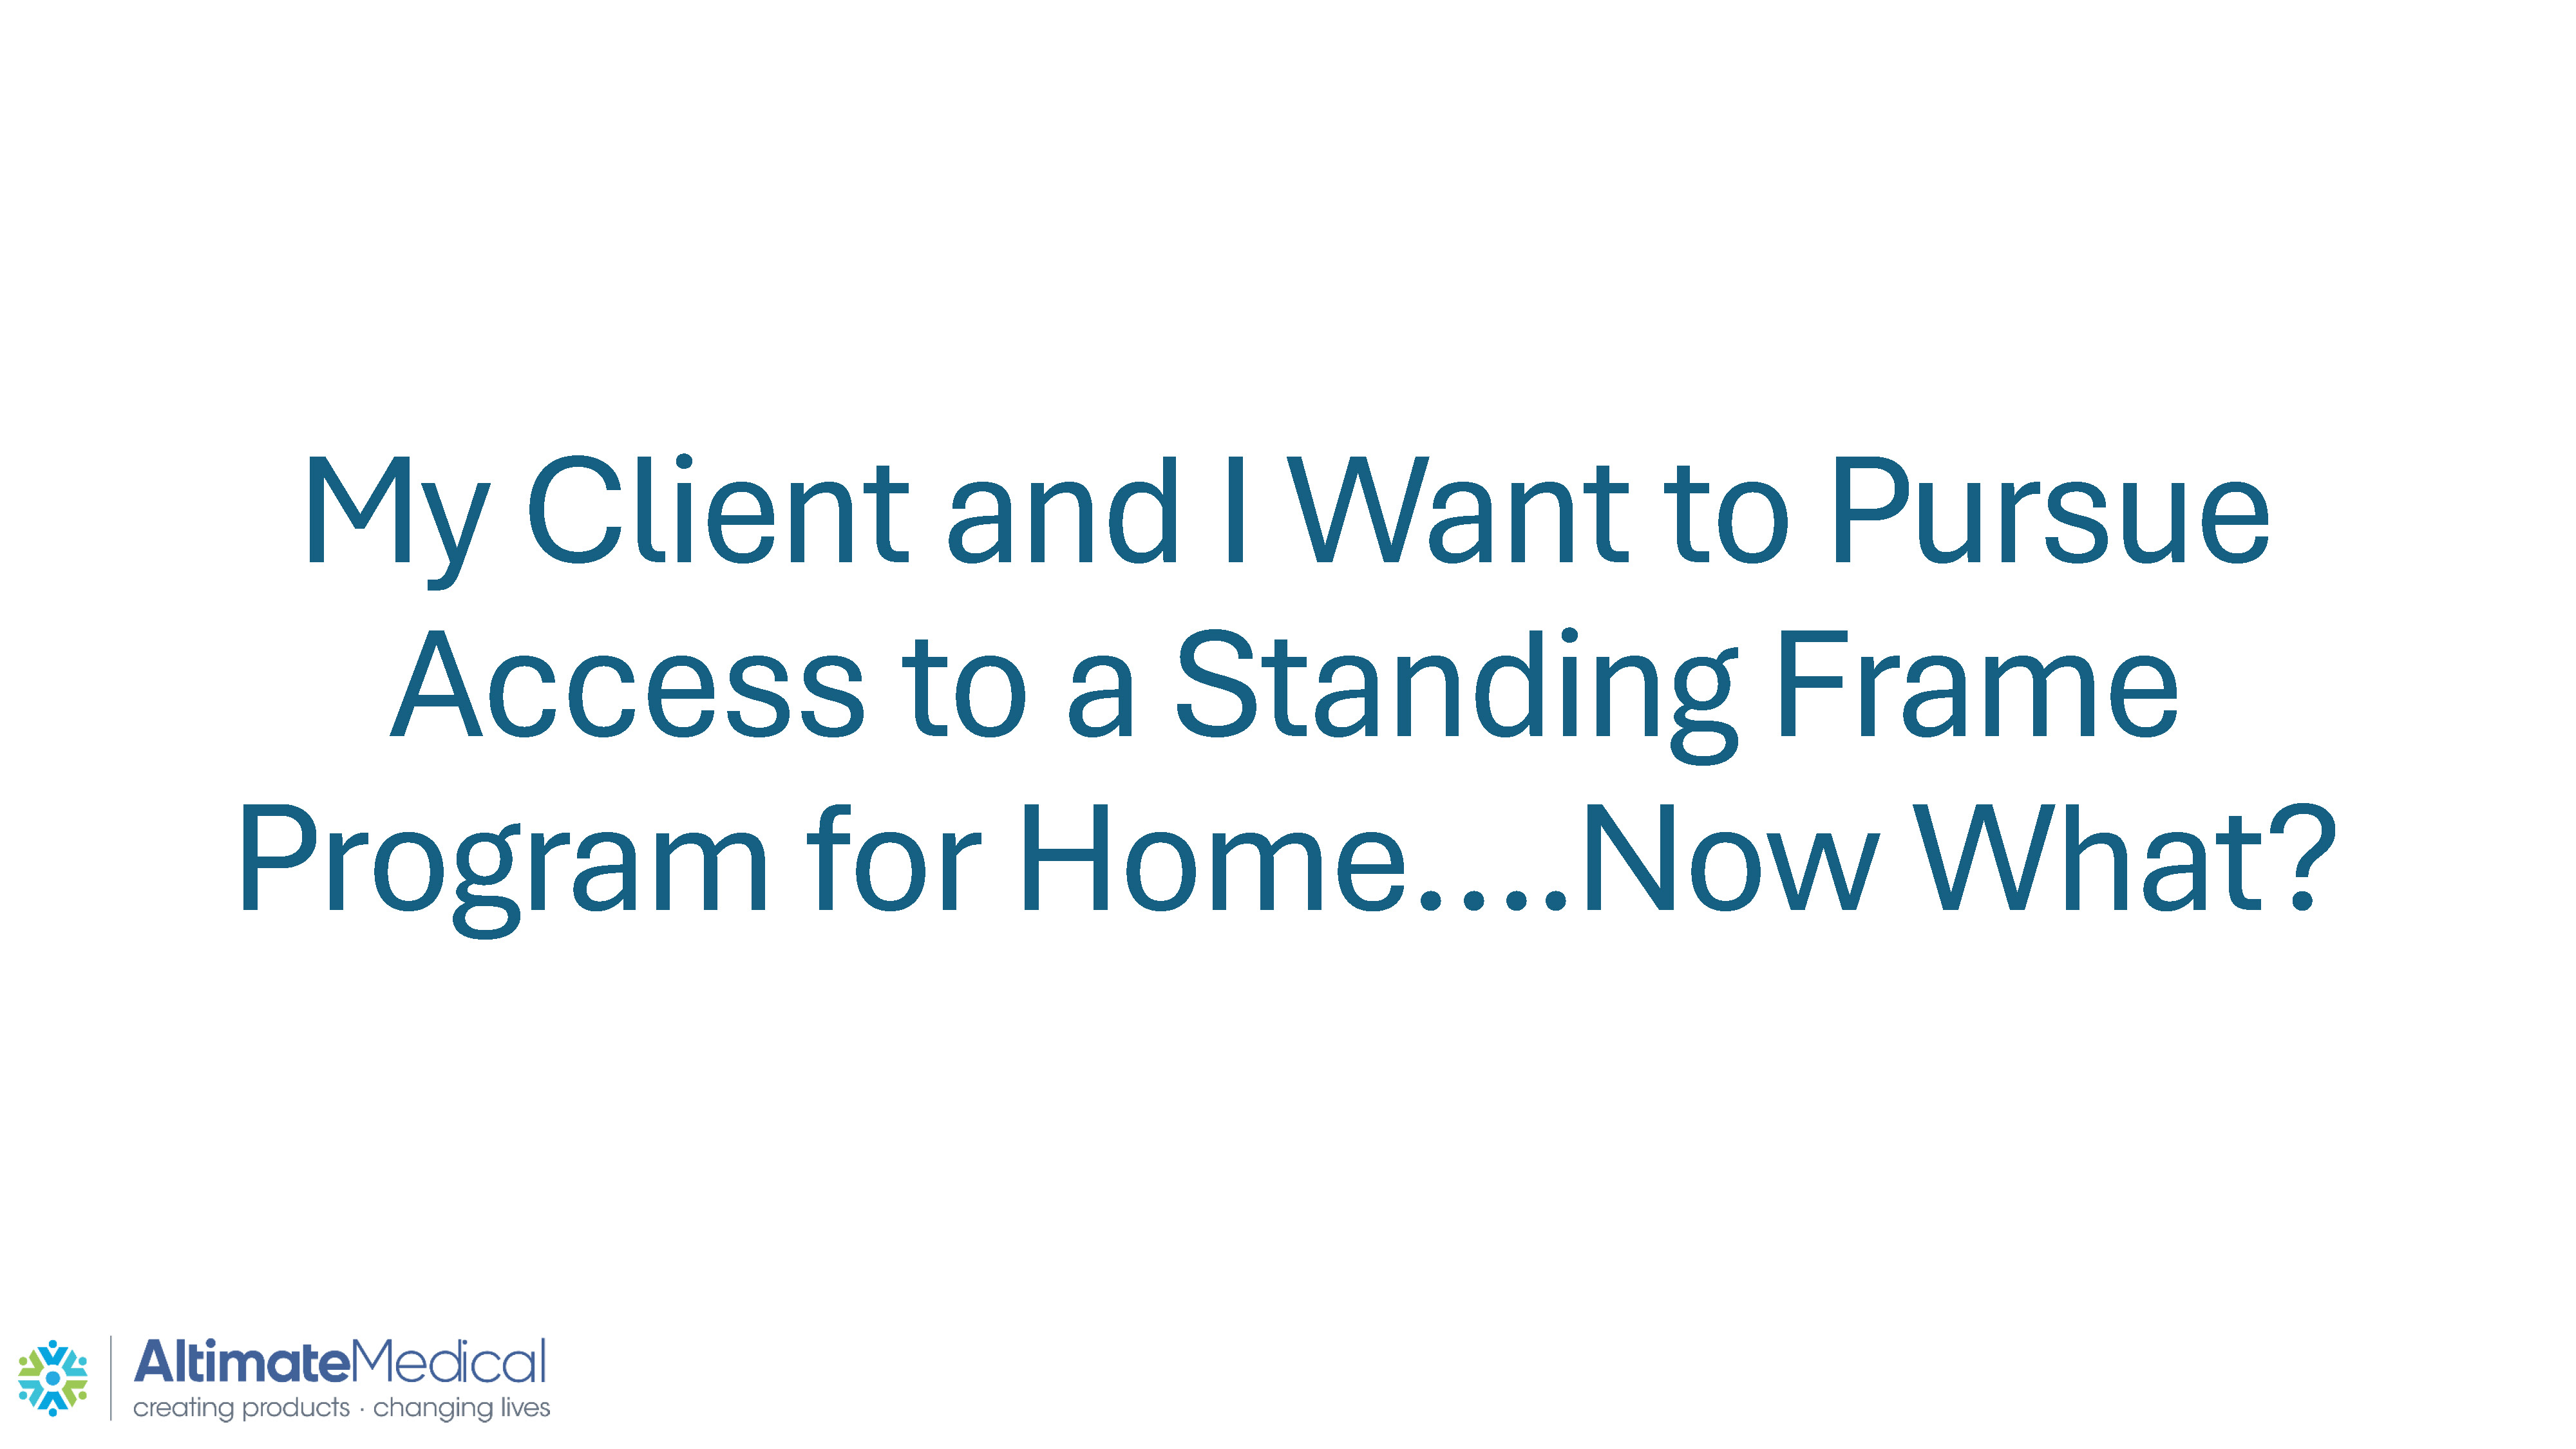 My Client and I Want to Pursue
Access to a Standing Frame
Program for Home....Now What?
AltimateMedical
creating products · changing lives